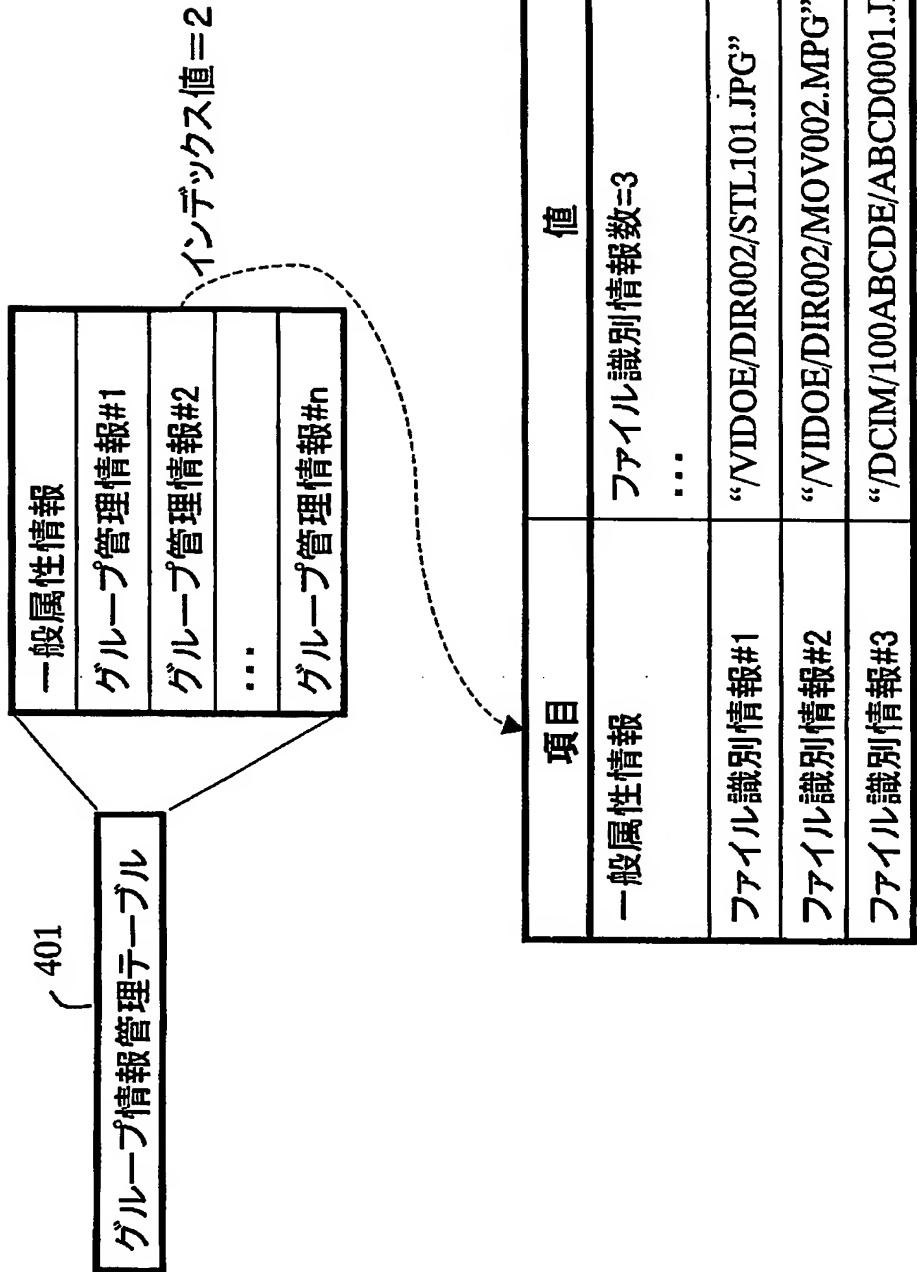 401
グループ情報管理テーブル
一般属性情報
グループ管理情報#1
グループ管理情報#2
...
グループ管理情報#n
インデックス値=2
項目
値
一般属性情報
ファイル識別情報数=3
...
ファイル識別情報#1
“/VIDOE/DIR002/STL101.JPG”
ファイル識別情報#2
“/VIDOE/DIR002/MOV002.MPG”
ファイル識別情報#3
“/DCIM/100ABCDE/ABCD0001.J